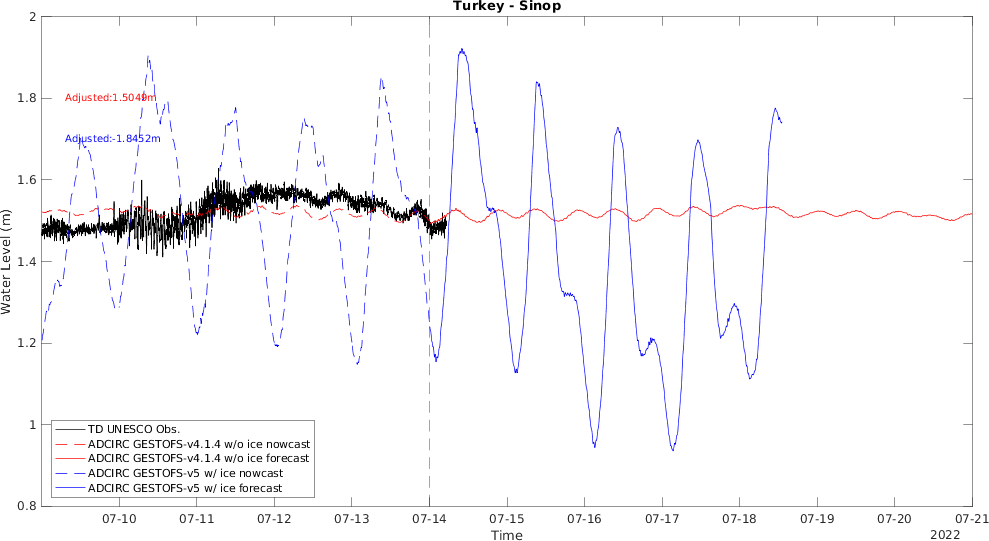 Turkey - Sinop
2
1.8
1.6
1.4
1.2
1
0.8
Water Level (m)
Adjusted:1.5049m
Adjusted:-1.8452m
TD UNESCO Obs.
ADCIRC GESTOFS-v4.1.4 w/o ice nowcast
ADCIRC GESTOFS-v4.1.4 w/o ice forecast
ADCIRC GESTOFS-v5 w/ ice nowcast
ADCIRC GESTOFS-v5 w/ ice forecast
07-10 07-11 07-12 07-13 07-14 07-15 07-16 07-17 07-18 07-19 07-20 07-21
Time
2022